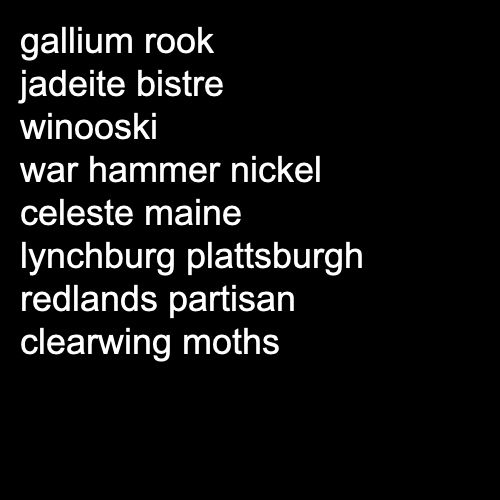 gallium rook
jadeite bistre
winooski
war hammer nickel
celeste maine
lynchburg plattsburgh
redlands partisan
clearwing moths